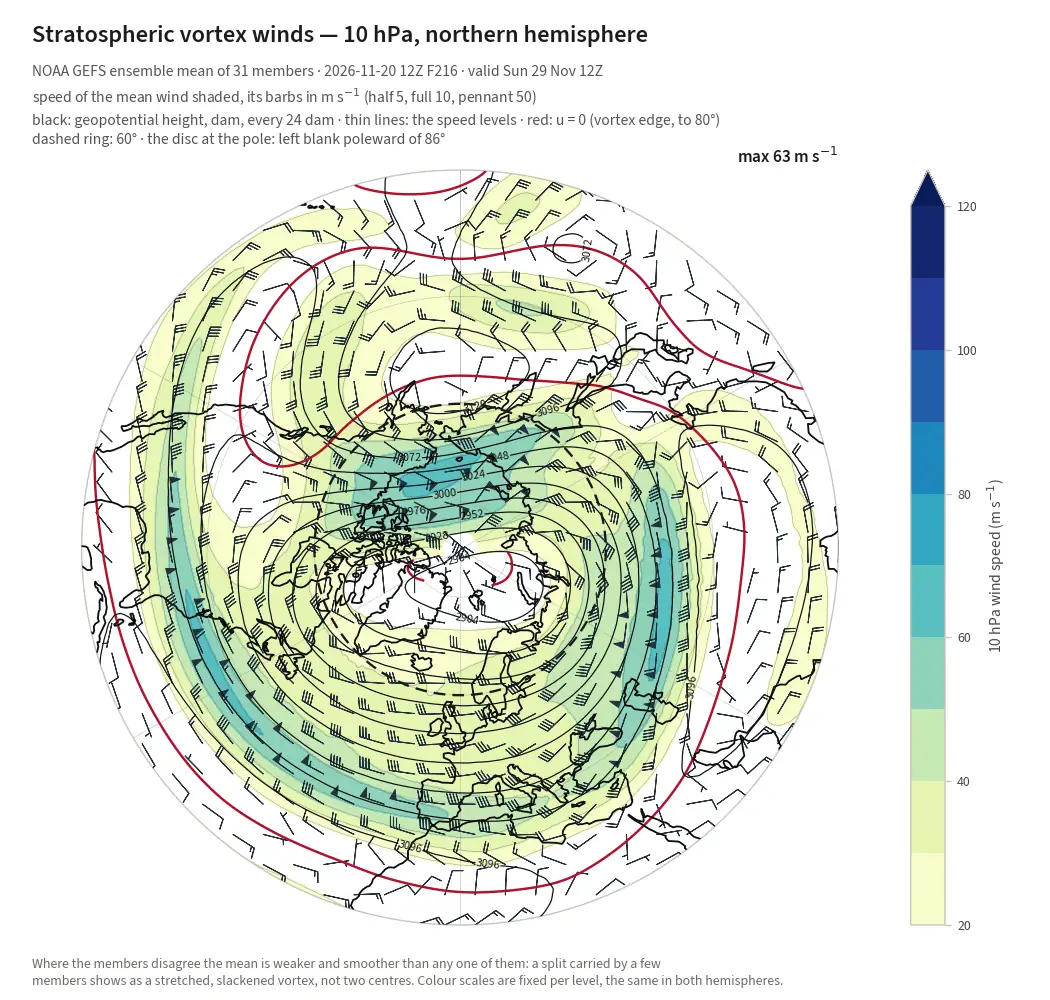 Stratospheric vortex winds — 10 hPa, northern hemisphere
NOAA GEFS ensemble mean of 31 members · 2026-11-20 12Z F216 · valid Sun 29 Nov 12Z
speed of the mean wind shaded, its barbs in m s⁻¹ (half 5, full 10, pennant 50)
black: geopotential height, dam, every 24 dam · thin lines: the speed levels · red: u = 0 (vortex edge, to 80°)
dashed ring: 60° · the disc at the pole: left blank poleward of 86°
max 63 m s⁻¹
120
100
80
60
40
20
10 hPa wind speed (m s⁻¹)
3072
3096
3072
3024
3000
2976
2952
2904
3096
3096
3096
Where the members disagree the mean is weaker and smoother than any one of them: a split carried by a few
members shows as a stretched, slackened vortex, not two centres. Colour scales are fixed per level, the same in both hemispheres.